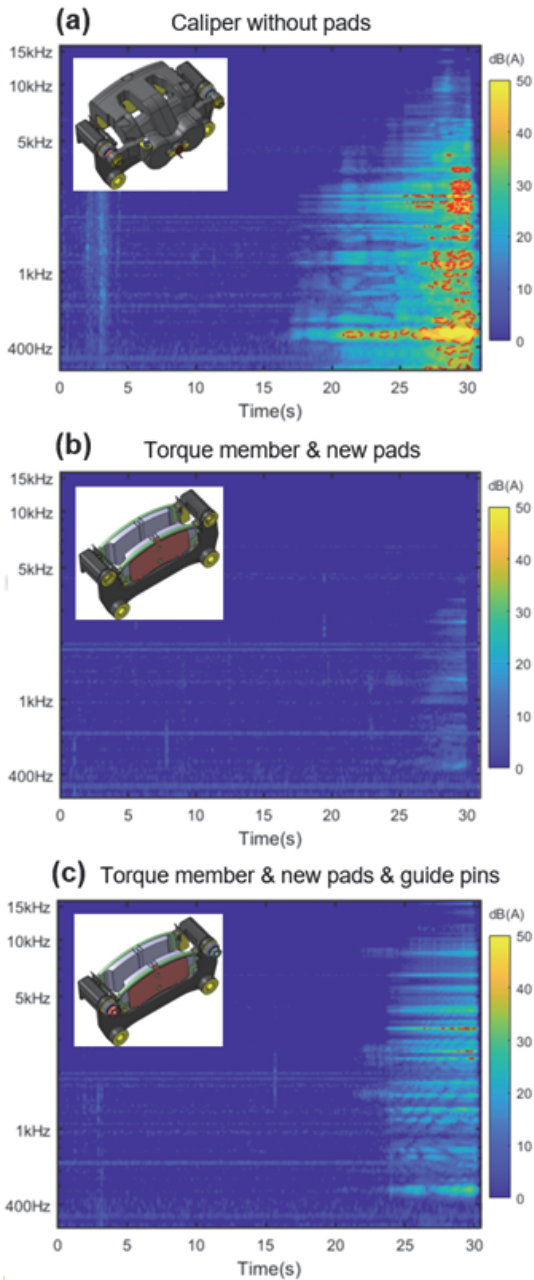 (a) Caliper without pads
15kHz
10kHz
5kHz
1kHz
400Hz
0 5 10 15 20 25 30
Time(s)
dB(A)
50
40
30
20
10
0
(b) Torque member & new pads
15kHz
10kHz
5kHz
1kHz
400Hz
0 5 10 15 20 25 30
Time(s)
dB(A)
50
40
30
20
10
0
(c) Torque member & new pads & guide pins
15kHz
10kHz
5kHz
1kHz
400Hz
0 5 10 15 20 25 30
Time(s)
dB(A)
50
40
30
20
10
0